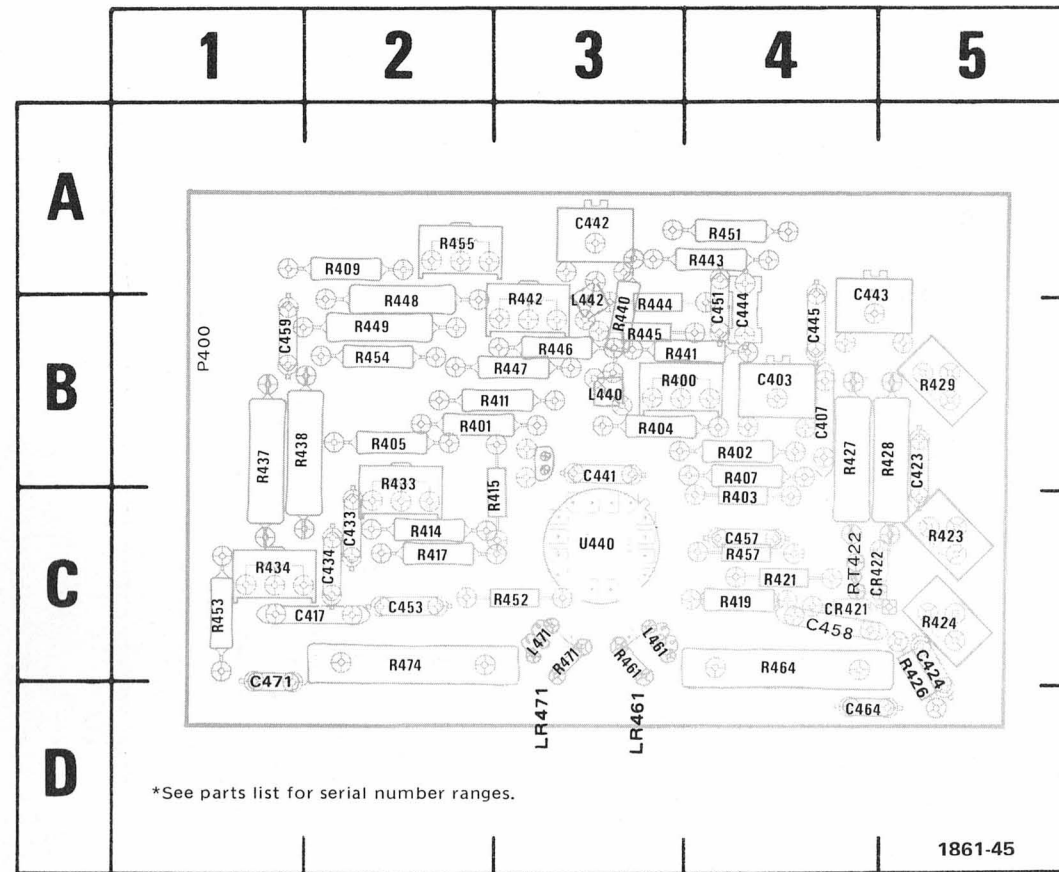 1 2 3 4 5
A
B
C
D
C442
R451
R455
R443
R409
R448
R442
L442
R440
R444
C451
C444
C443
C459
R449
R445
C445
P400
R446
R441
R454
R447
R400
C403
R429
L440
R411
R401
R404
C407
R427
R428
C423
R405
R402
R437
R438
C441
R407
R433
R415
R403
C433
R414
U440
C457
R423
R417
R457
C434
RT422
CR422
R434
R421
R453
R452
R419
CR421
C417
C453
C458
R424
L471
R471
R461
L461
R474
R464
C424
R426
C471
C464
LR471
LR461
*See parts list for serial number ranges.
1861-45